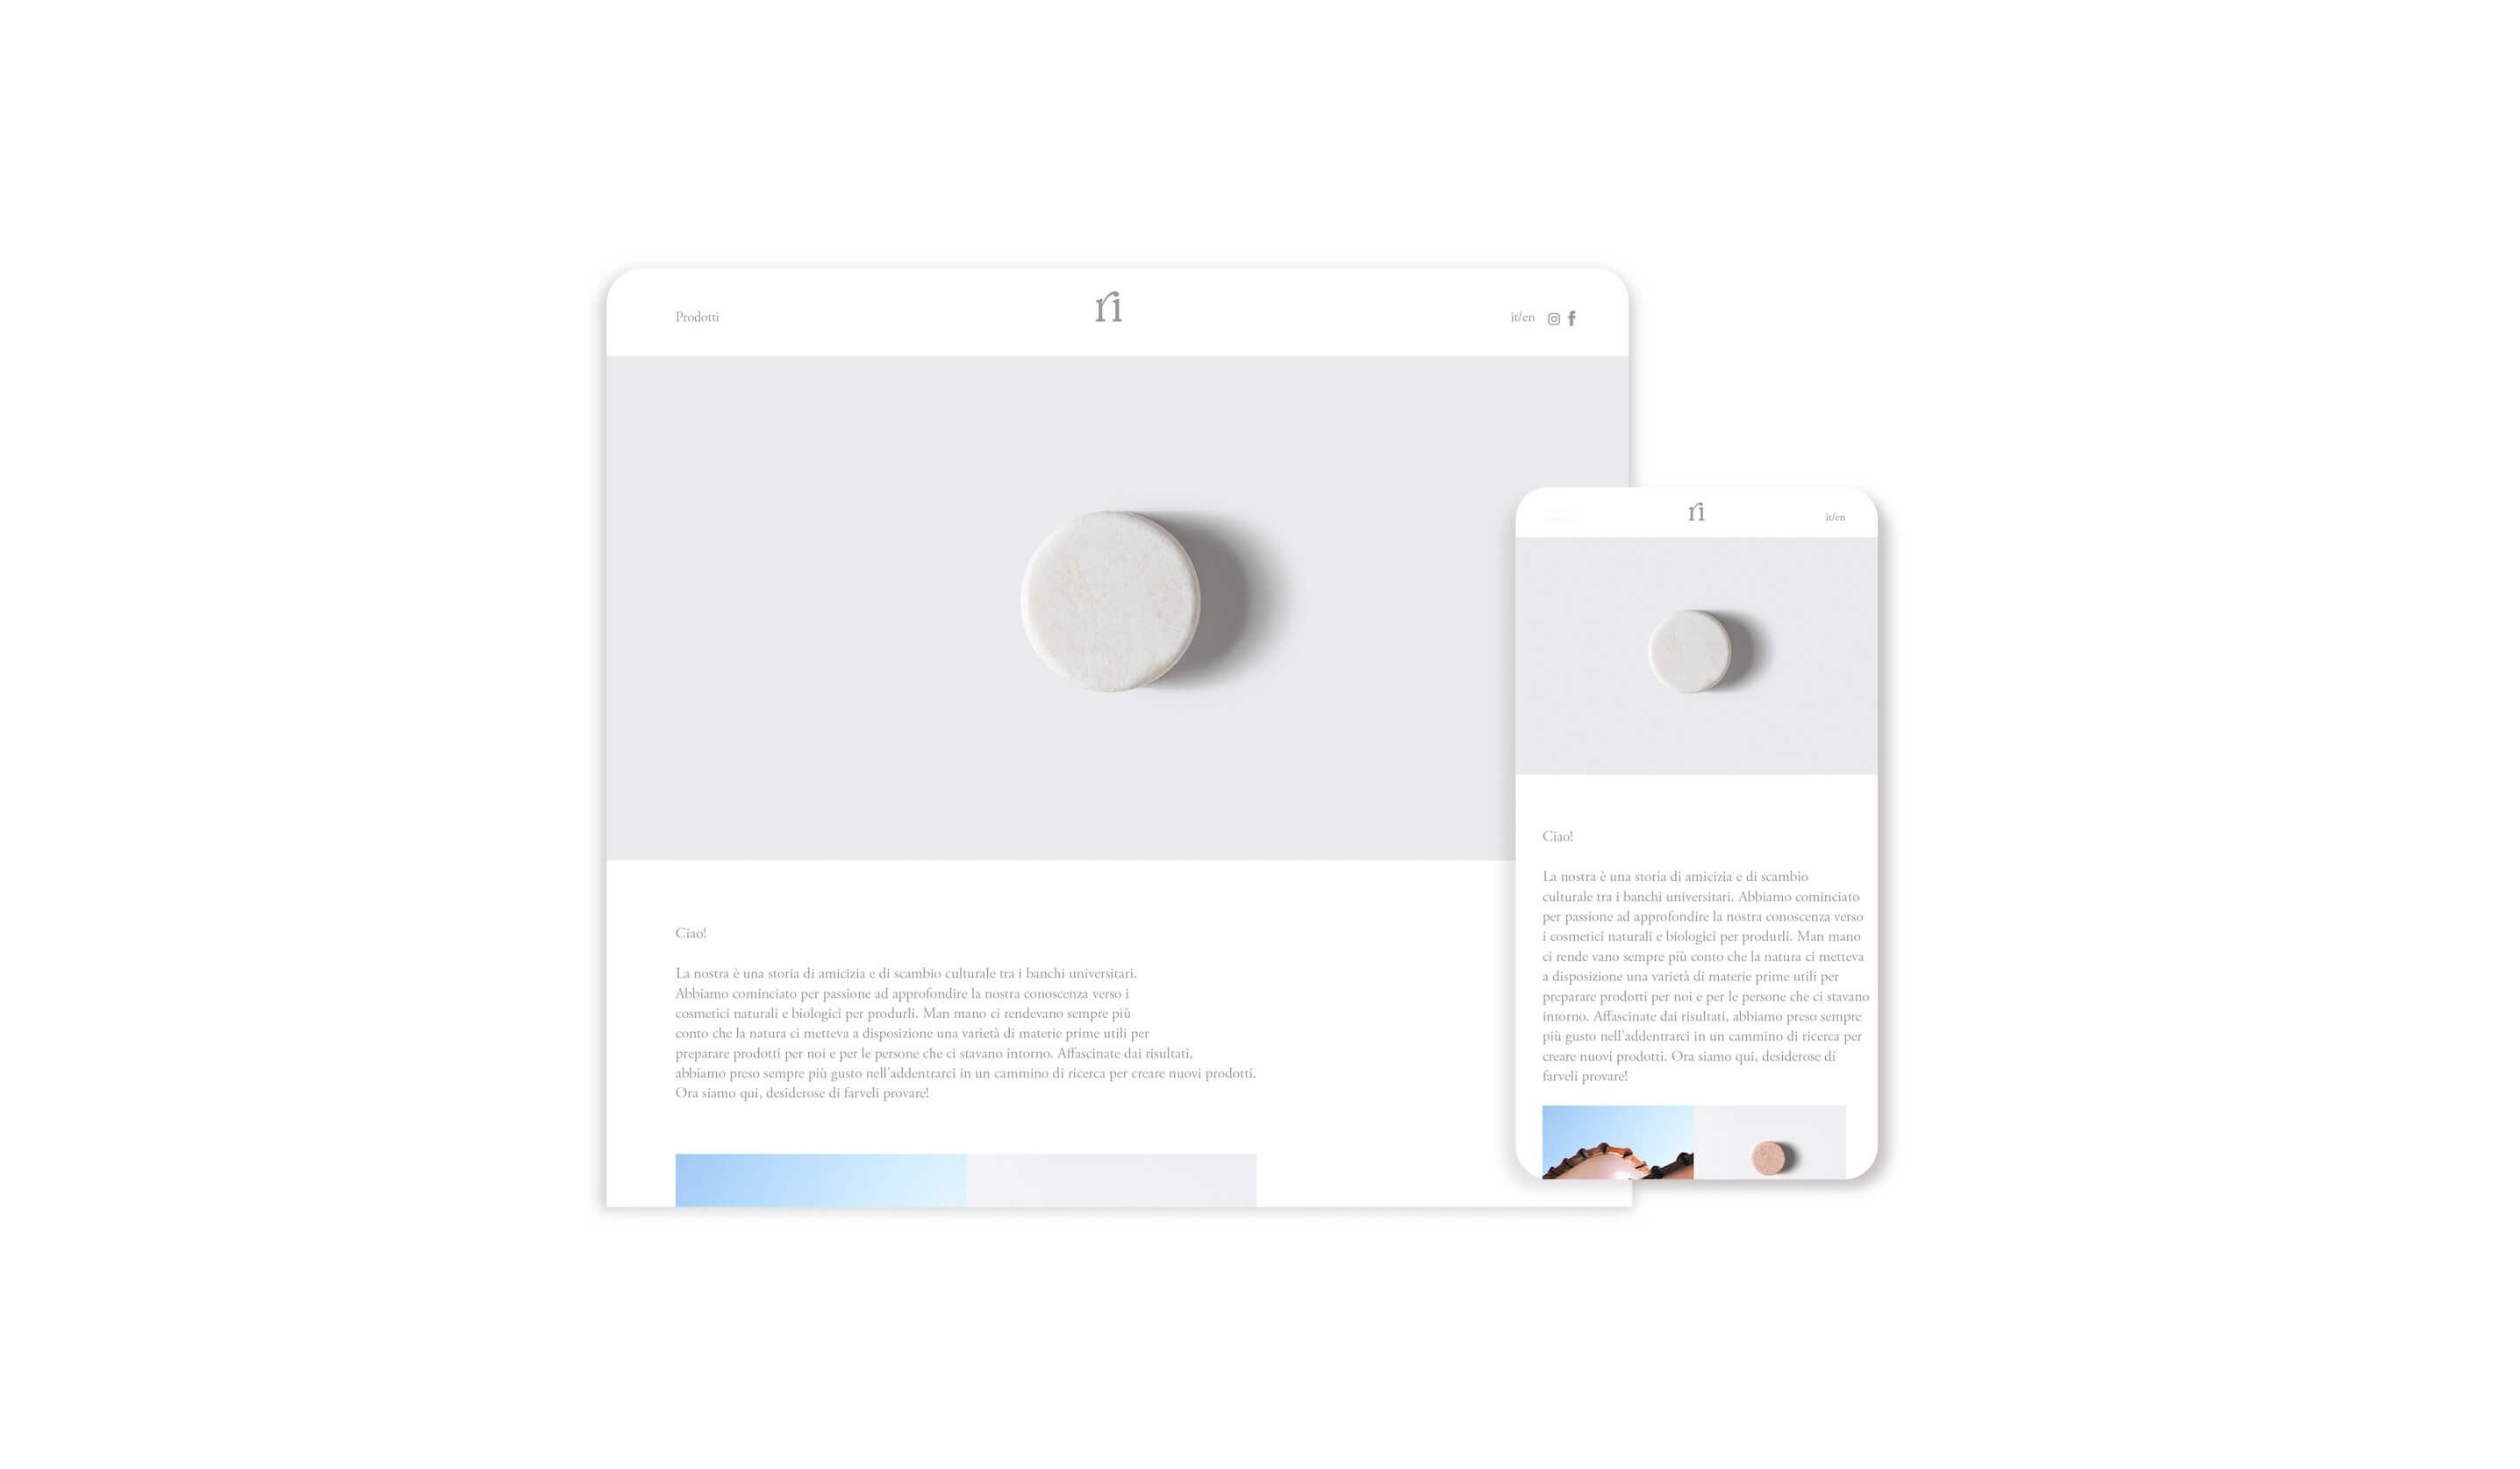 Prodotti
ri
it/en
Ciao!
La nostra è una storia di amicizia e di scambio culturale tra i banchi universitari.
Abbiamo cominciato per passione ad approfondire la nostra conoscenza verso i
cosmetici naturali e biologici per produrli. Man mano ci rendevano sempre più
conto che la natura ci metteva a disposizione una varietà di materie prime utili per
preparare prodotti per noi e per le persone che ci stavano intorno. Affascinate dai risultati,
abbiamo preso sempre più gusto nell'addentrarci in un cammino di ricerca per creare nuovi prodotti.
Ora siamo qui, desiderose di farveli provare!
ri
it/en
Ciao!
La nostra è una storia di amicizia e di scambio
culturale tra i banchi universitari. Abbiamo cominciato
per passione ad approfondire la nostra conoscenza verso
i cosmetici naturali e biologici per produrli. Man mano
ci rende vano sempre più conto che la natura ci metteva
a disposizione una varietà di materie prime utili per
preparare prodotti per noi e per le persone che ci stavano
intorno. Affascinate dai risultati, abbiamo preso sempre
più gusto nell'addentrarci in un cammino di ricerca per
creare nuovi prodotti. Ora siamo qui, desiderose di
farveli provare!